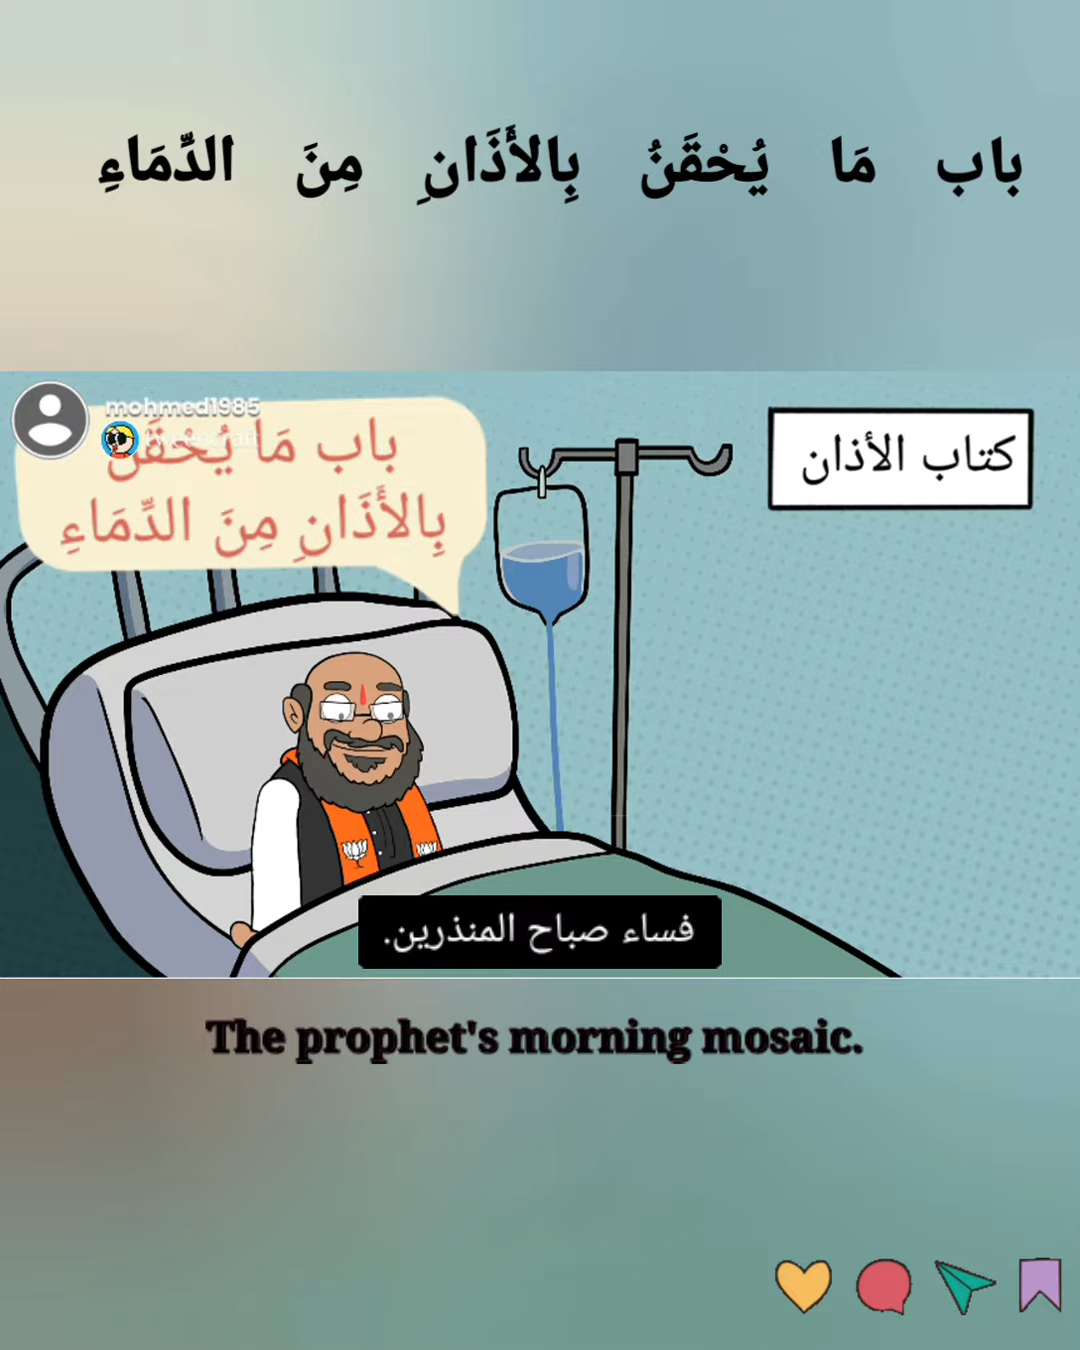 باب مَا يُحْقَنُ بِالأَذَانِ مِنَ الدِّمَاءِ
mohmed1985
tweencraft
باب مَا يُحْقَنُ
بِالأَذَانِ مِنَ الدِّمَاءِ
كتاب الأذان
فساء صباح المنذرين.
The prophet's morning mosaic.